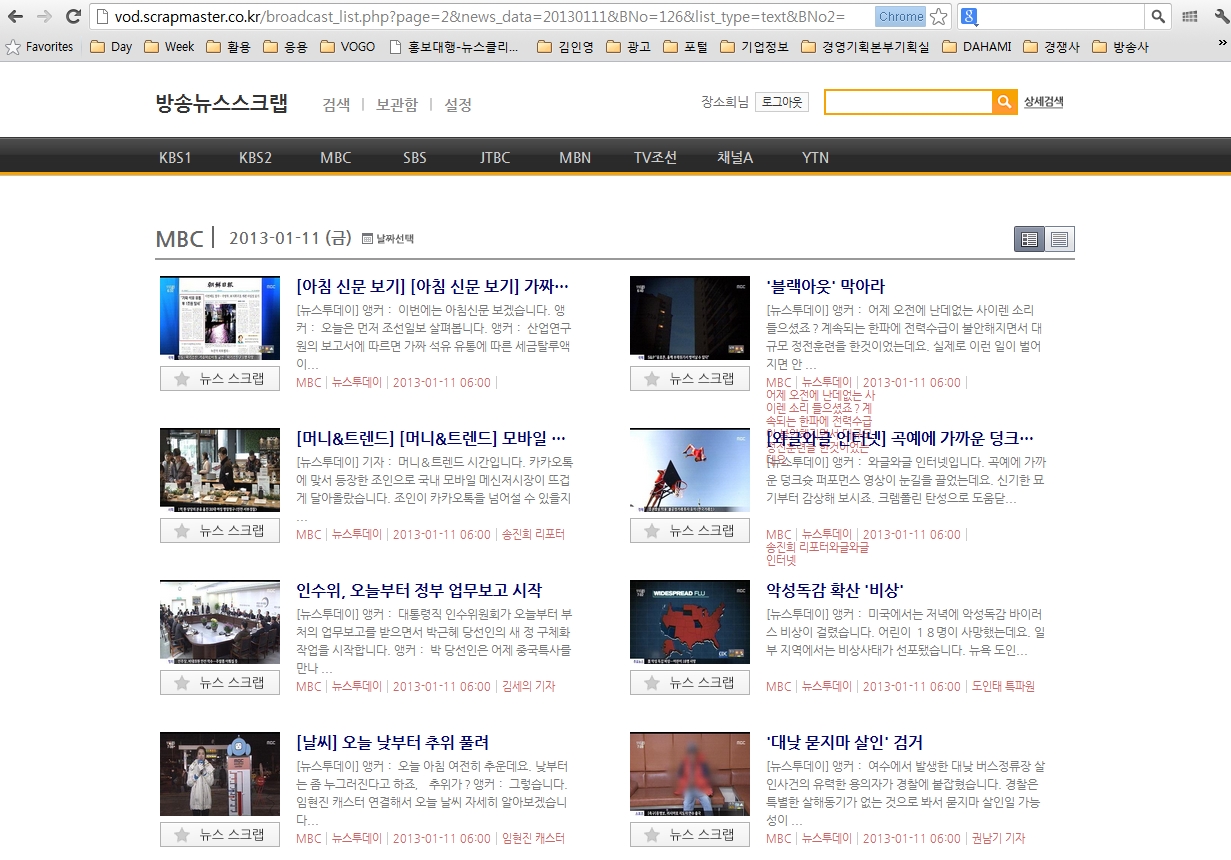 vod.scrapmaster.co.kr/broadcast_list.php?page=2&news_data=20130111&BNo=126&list_type=text&BNo2=
Chrome
Favorites Day Week 활용 응용 VOGO 홍보대행-뉴스클리... 김인영 광고 포털 기업정보 경영기획본부기획실 DAHAMI 경쟁사 방송사 »
방송뉴스스크랩 검색 | 보관함 | 설정 장소희님 로그아웃 상세검색
KBS1 KBS2 MBC SBS JTBC MBN TV조선 채널A YTN
MBC | 2013-01-11 (금) 날짜선택
[아침 신문 보기] [아침 신문 보기] 가짜···
[뉴스투데이] 앵커 : 이번에는 아침신문 보겠습니다. 앵
커 : 오늘은 먼저 조선일보 살펴봅니다. 앵커 : 산업연구
원의 보고서에 따르면 가짜 석유 유통에 따른 세금탈루액
이...
뉴스 스크랩
MBC | 뉴스투데이 | 2013-01-11 06:00 |
'블랙아웃' 막아라
[뉴스투데이] 앵커 : 어제 오전에 난데없는 사이렌 소리
들으셨죠 ? 계속되는 한파에 전력수급이 불안해지면서 대
규모 정전훈련을 한것이었는데요. 실제로 이런 일이 벌어
지면 안 ...
뉴스 스크랩
MBC | 뉴스투데이 | 2013-01-11 06:00 |
어제 오전에 난데없는 사
이렌 소리 들으셨죠 ? 계
속되는 한파에 전력수급
정전훈련을 한것이었는
[머니&트렌드] [머니&트렌드] 모바일 ···
[뉴스투데이] 기자 : 머니&트렌드 시간입니다. 카카오톡
에 맞서 등장한 조인으로 국내 모바일 메신저시장이 뜨겁
게 달아올랐습니다. 조인이 카카오톡을 넘어설 수 있을지
...
뉴스 스크랩
MBC | 뉴스투데이 | 2013-01-11 06:00 | 송진희 리포터
[와글와글 인터넷] 곡예에 가까운 덩크···
[뉴스투데이] 앵커 : 와글와글 인터넷입니다. 곡예에 가까
운 덩크슛 퍼포먼스 영상이 눈길을 끌었는데요. 신기한 묘
기부터 감상해 보시죠. 크렘폴린 탄성으로 도움닫...
뉴스 스크랩
MBC | 뉴스투데이 | 2013-01-11 06:00 |
송진희 리포터와글와글
인터넷
인수위, 오늘부터 정부 업무보고 시작
[뉴스투데이] 앵커 : 대통령직 인수위원회가 오늘부터 부
처의 업무보고를 받으면서 박근혜 당선인의 새 정 구체화
작업을 시작합니다. 앵커 : 박 당선인은 어제 중국특사를
만나 ...
뉴스 스크랩
MBC | 뉴스투데이 | 2013-01-11 06:00 | 김세의 기자
악성독감 확산 '비상'
WIDESPREAD FLU
[뉴스투데이] 앵커 : 미국에서는 저녁에 악성독감 바이러
스 비상이 걸렸습니다. 어린이 １８명이 사망했는데요. 일
부 지역에서는 비상사태가 선포됐습니다. 뉴욕 도인...
뉴스 스크랩
MBC | 뉴스투데이 | 2013-01-11 06:00 | 도인태 특파원
[날씨] 오늘 낮부터 추위 풀려
[뉴스투데이] 앵커 : 오늘 아침 여전히 추운데요. 낮부터
는 좀 누그러진다고 하죠, 추위가 ? 앵커 : 그렇습니다.
임현진 캐스터 연결해서 오늘 날씨 자세히 알아보겠습니
다...
뉴스 스크랩
MBC | 뉴스투데이 | 2013-01-11 06:00 | 임현진 캐스터
'대낮 묻지마 살인' 검거
[뉴스투데이] 앵커 : 여수에서 발생한 대낮 버스정류장 살
인사건의 유력한 용의자가 경찰에 붙잡혔습니다. 경찰은
특별한 살해동기가 없는 것으로 봐서 묻지마 살인일 가능
성이 ...
뉴스 스크랩
MBC | 뉴스투데이 | 2013-01-11 06:00 | 권남기 기자